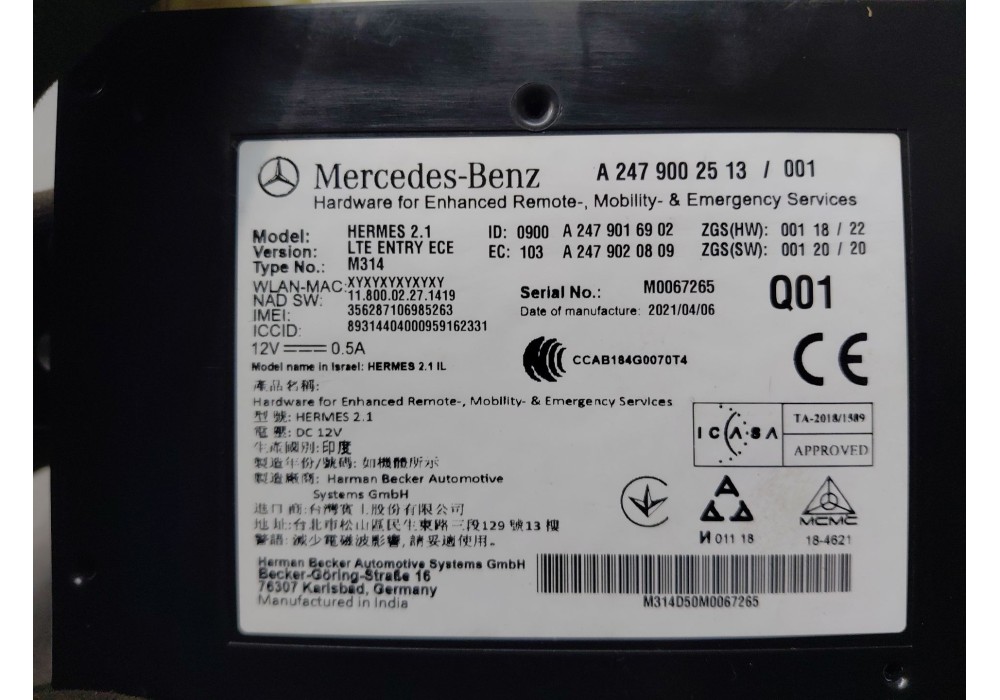 Mercedes-Benz A 247 900 25 13 / 001
Hardware for Enhanced Remote-, Mobility- & Emergency Services
Model: HERMES 2.1 ID: 0900 A 247 901 69 02 ZGS(HW): 001 18 / 22
Version: LTE ENTRY ECE EC: 103 A 247 902 08 09 ZGS(SW): 001 20 / 20
Type No.: M314
WLAN-MAC: XYXYXYXYXYXY
NAD SW: 11.800.02.27.1419
IMEI: 356287106985263
ICCID: 89314404000959162331
Serial No.: M0067265
Date of manufacture: 2021/04/06
Q01
12V 0.5A
CCAB184G0070T4
CE
Model name in Israel: HERMES 2.1 IL
產品名稱:
Hardware for Enhanced Remote-, Mobility- & Emergency Services
型號: HERMES 2.1
電壓: DC 12V
生產國別: 印度
製造年份/號碼: 如機體所示
製造廠商: Harman Becker Automotive
Systems GmbH
進口商: 台灣賓士股份有限公司
地址: 台北市松山區民生東路三段129號13樓
警語: 減少電磁波影響,請妥適使用。
ICASA TA-2018/1589
APPROVED
И 011 18
MCMC
18-4621
Harman Becker Automotive Systems GmbH
Becker-Göring-Straße 16
76307 Karlsbad, Germany
Manufactured in India
M314D50M0067265